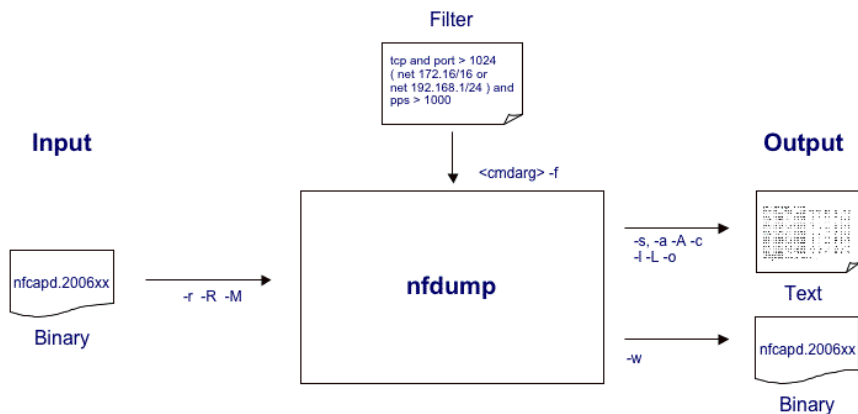 Filter
tcp and port > 1024
( net 172.16/16 or
net 192.168.1/24 ) and
pps > 1000
Input
Output
<cmdarg> -f
nfcapd.2006xx
Binary
-r -R -M
nfdump
-s, -a -A -c
-l -L -o
Text
-w
nfcapd.2006xx
Binary